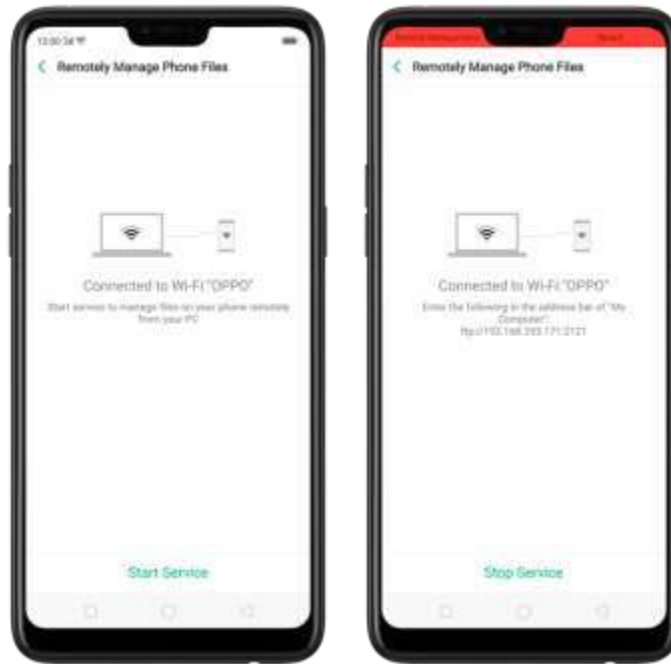 Remotely Manage Phone Files
Connected to Wi-Fi "OPPO"
Start service to manage files on your phone remotely
from your PC
Start Service
Remotely Manage Phone Files
Connected to Wi-Fi "OPPO"
Enter the following in the address bar of "My
Computer":
Stop Service